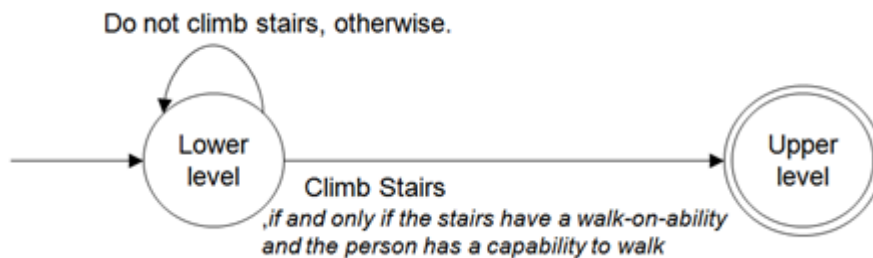 Do not climb stairs, otherwise.
Lower
level
Upper
level
Climb Stairs
,if and only if the stairs have a walk-on-ability
and the person has a capability to walk